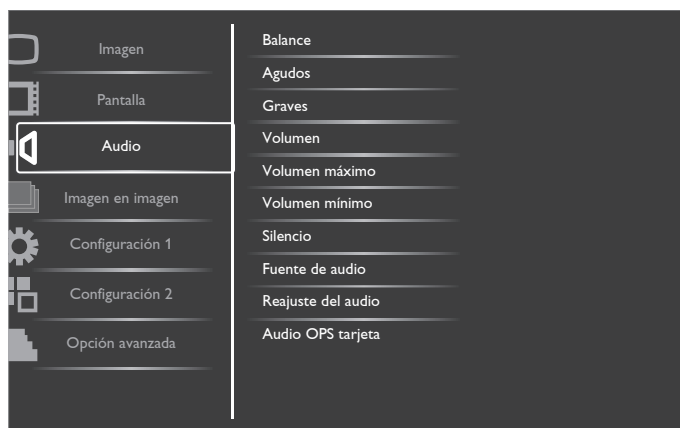 Imagen
Pantalla
Audio
Imagen en imagen
Configuración 1
Configuración 2
Opción avanzada
Balance
Agudos
Graves
Volumen
Volumen máximo
Volumen mínimo
Silencio
Fuente de audio
Reajuste del audio
Audio OPS tarjeta